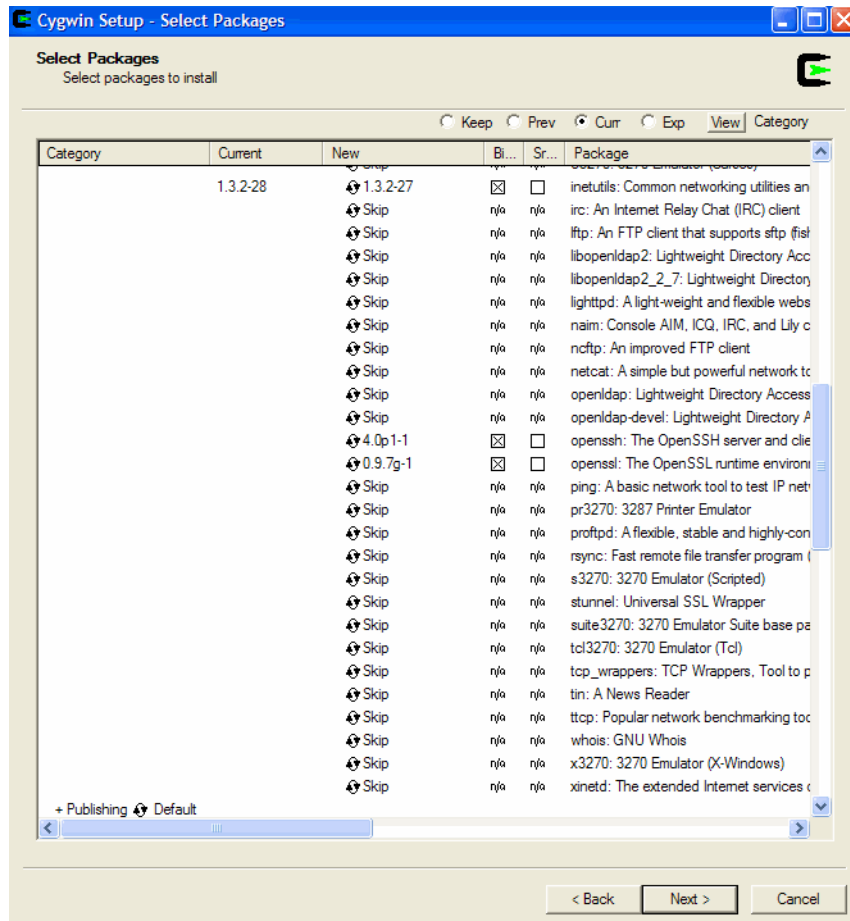 Cygwin Setup - Select Packages
Select Packages
Select packages to install
Keep Prev Curr Exp View Category
Category Current New Bi... Sr... Package
1.3.2-28 1.3.2-27 inetutils: Common networking utilities an
Skip n/a n/a irc: An Internet Relay Chat (IRC) client
Skip n/a n/a lftp: An FTP client that supports sftp (fish
Skip n/a n/a libopenldap2: Lightweight Directory Acc
Skip n/a n/a libopenldap2_2_7: Lightweight Directory
Skip n/a n/a lighttpd: A light-weight and flexible webs
Skip n/a n/a naim: Console AIM, ICQ, IRC, and Lily c
Skip n/a n/a ncftp: An improved FTP client
Skip n/a n/a netcat: A simple but powerful network to
Skip n/a n/a openldap: Lightweight Directory Access
Skip n/a n/a openldap-devel: Lightweight Directory A
4.0p1-1 openssh: The OpenSSH server and clie
0.9.7g-1 openssl: The OpenSSL runtime environm
Skip n/a n/a ping: A basic network tool to test IP netw
Skip n/a n/a pr3270: 3287 Printer Emulator
Skip n/a n/a proftpd: A flexible, stable and highly-con
Skip n/a n/a rsync: Fast remote file transfer program (
Skip n/a n/a s3270: 3270 Emulator (Scripted)
Skip n/a n/a stunnel: Universal SSL Wrapper
Skip n/a n/a suite3270: 3270 Emulator Suite base pa
Skip n/a n/a tcl3270: 3270 Emulator (Tcl)
Skip n/a n/a tcp_wrappers: TCP Wrappers, Tool to p
Skip n/a n/a tin: A News Reader
Skip n/a n/a ttcp: Popular network benchmarking too
Skip n/a n/a whois: GNU Whois
Skip n/a n/a x3270: 3270 Emulator (X-Windows)
Skip n/a n/a xinetd: The extended Internet services
+ Publishing Default
< Back Next > Cancel